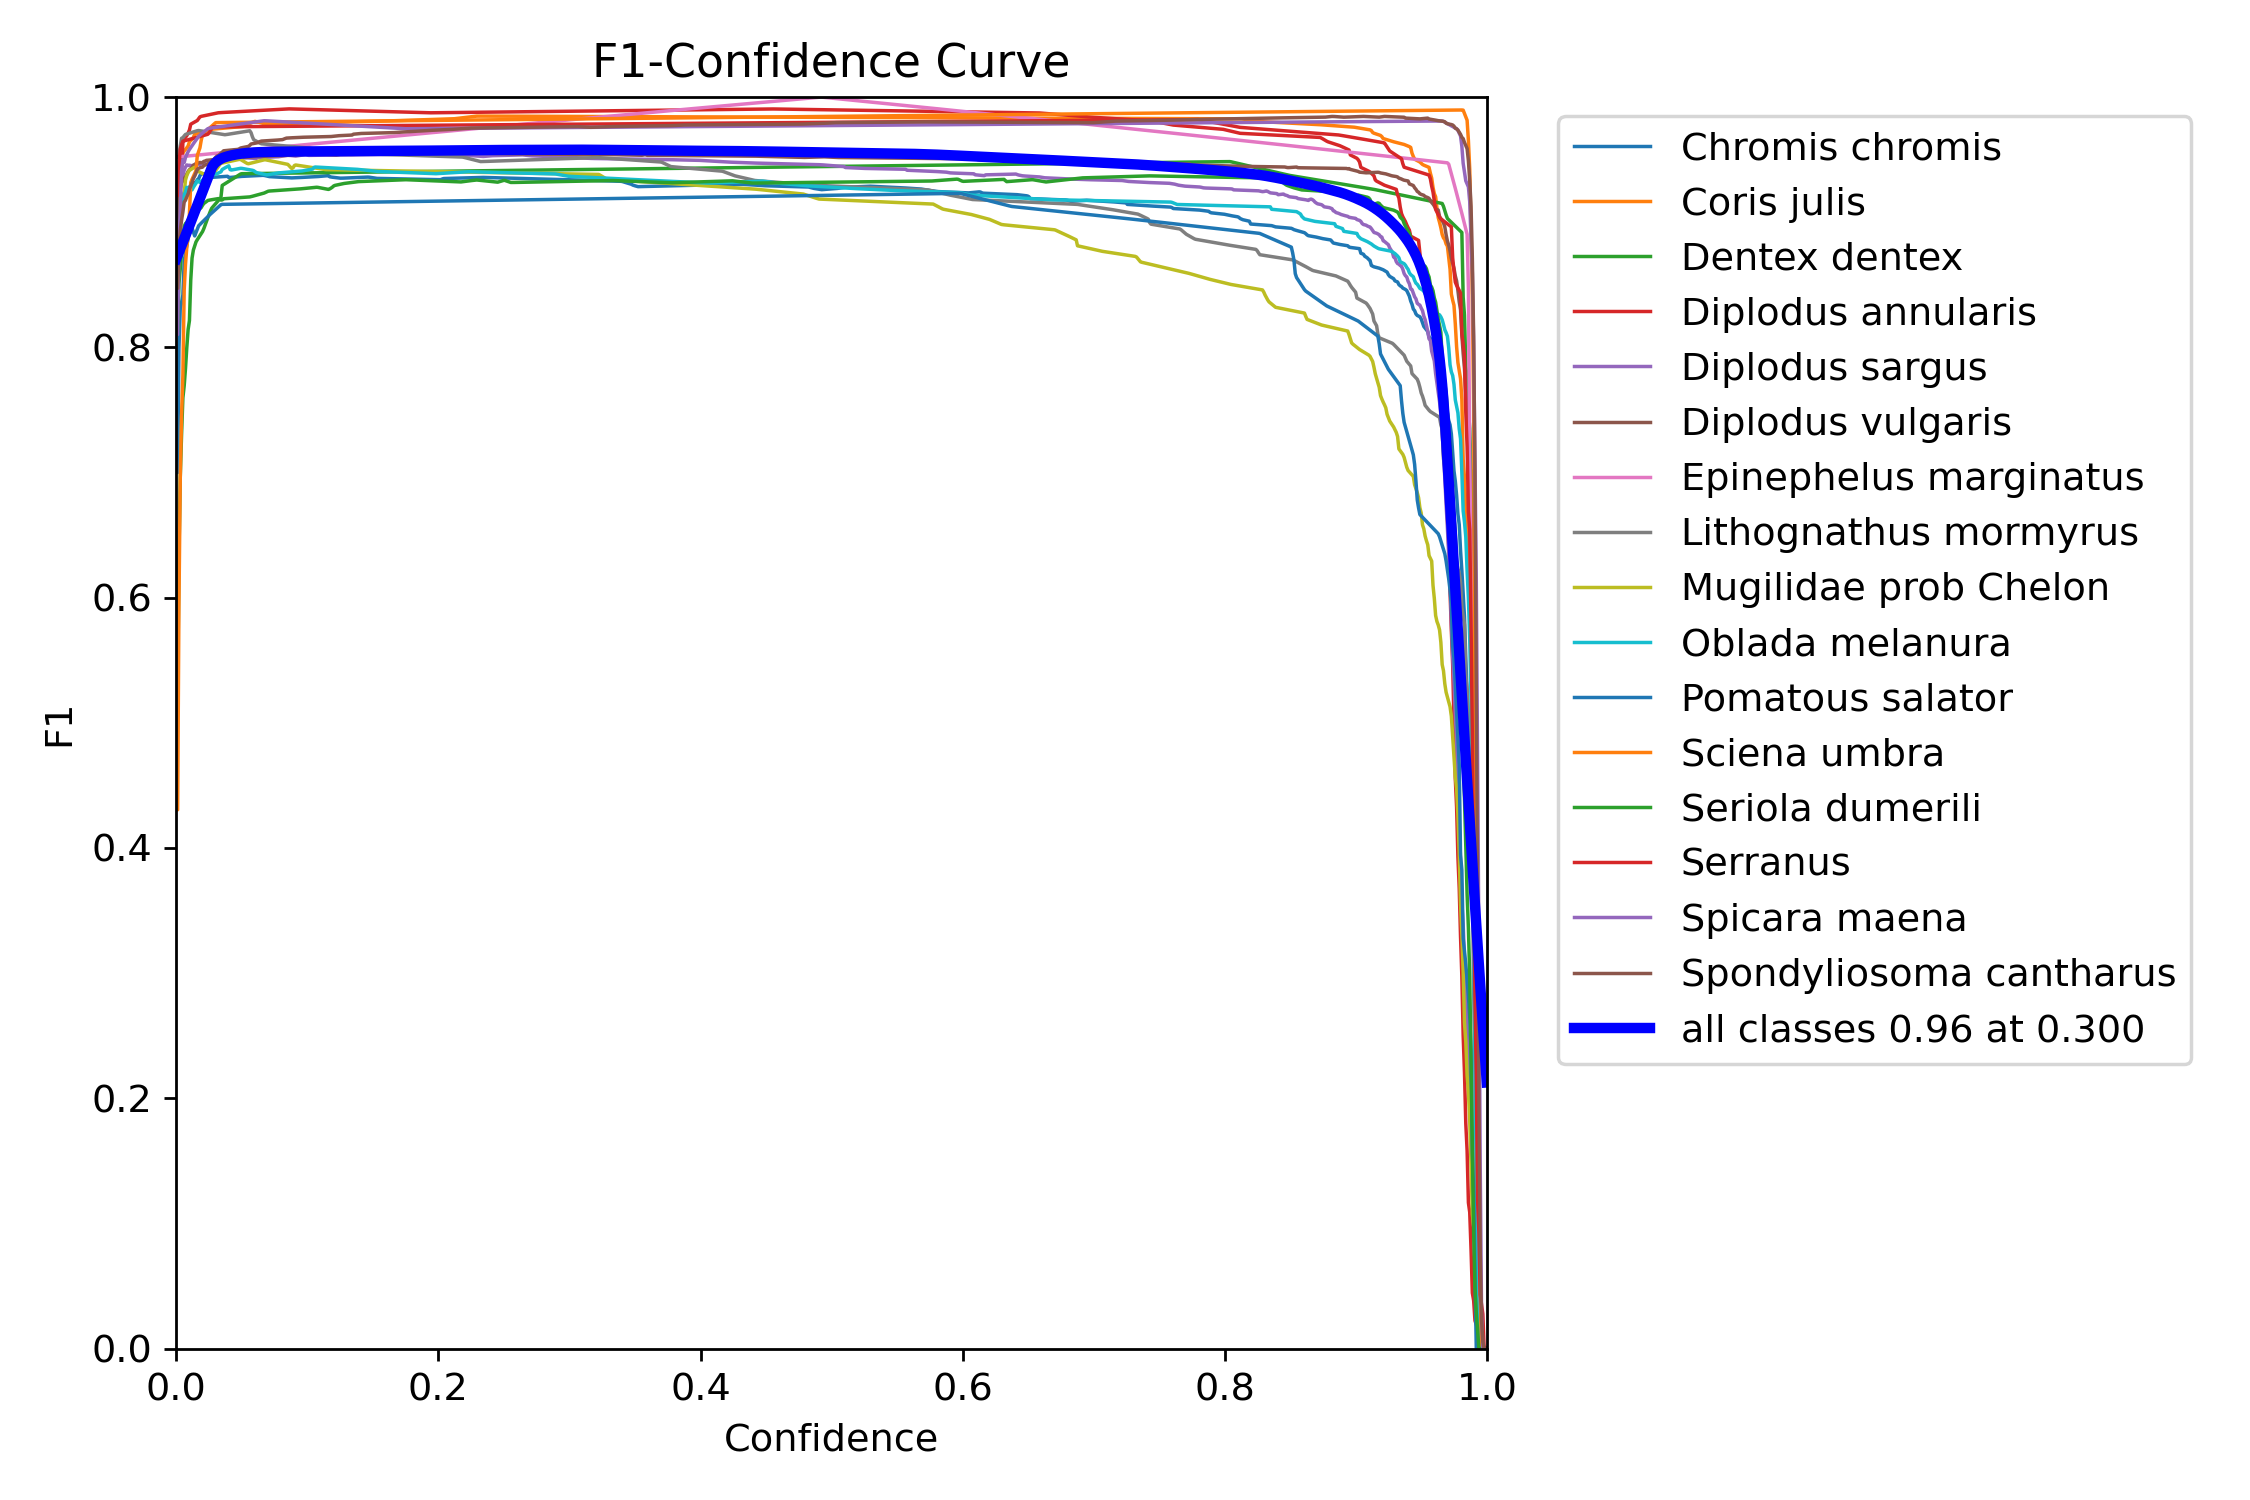 F1-Confidence Curve
1.0
0.8
0.6
0.4
0.2
0.0
F1
0.0 0.2 0.4 0.6 0.8 1.0
Confidence
Chromis chromis
Coris julis
Dentex dentex
Diplodus annularis
Diplodus sargus
Diplodus vulgaris
Epinephelus marginatus
Lithognathus mormyrus
Mugilidae prob Chelon
Oblada melanura
Pomatous salator
Sciena umbra
Seriola dumerili
Serranus
Spicara maena
Spondyliosoma cantharus
all classes 0.96 at 0.300